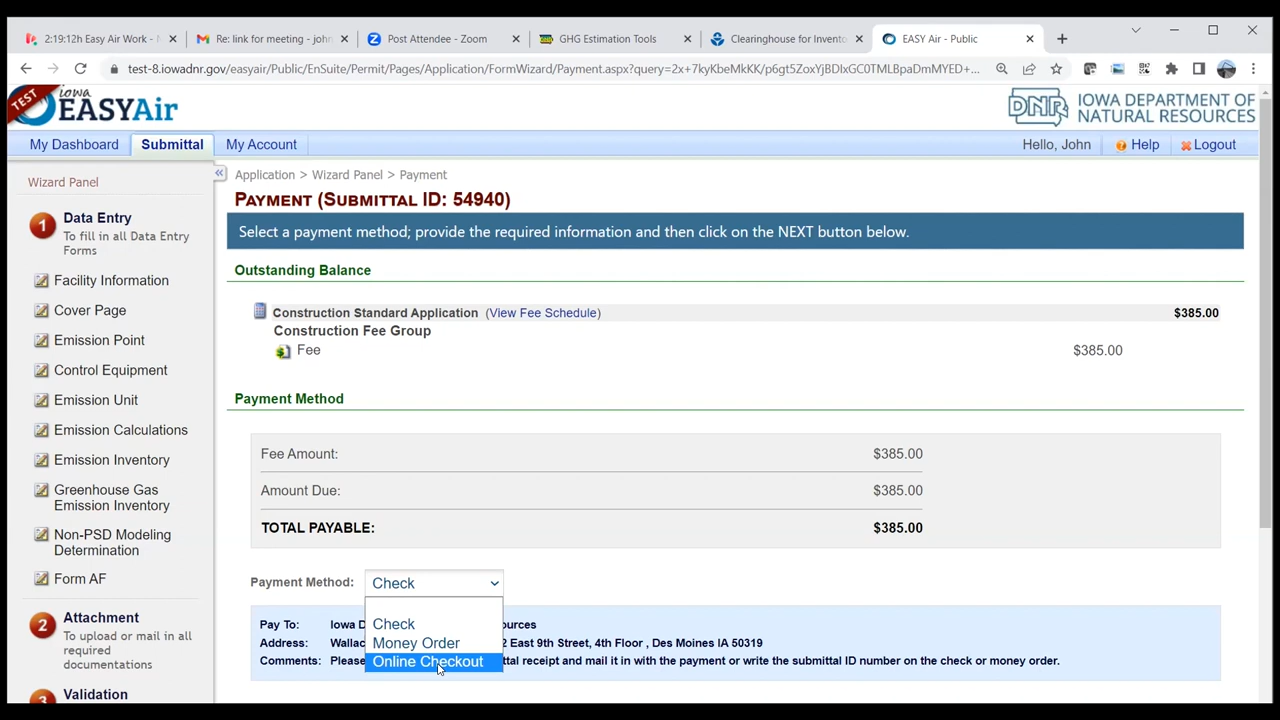 2:19:12h Easy Air Work -
Re: link for meeting - john
Post Attendee - Zoom
GHG Estimation Tools
Clearinghouse for Invento
EASY Air - Public
test-8.iowadnr.gov/easyair/Public/EnSuite/Permit/Pages/Application/FormWizard/Payment.aspx?query=2x+7kyKbeMKK/p6gt5ZoxYjBDIxGC0TMLBpaDmMYED+...
TEST
iowa
EASYAir
DNR
IOWA DEPARTMENT OF
NATURAL RESOURCES
My Dashboard
Submittal
My Account
Hello, John
Help
Logout
Wizard Panel
1
Data Entry
To fill in all Data Entry
Forms
Facility Information
Cover Page
Emission Point
Control Equipment
Emission Unit
Emission Calculations
Emission Inventory
Greenhouse Gas
Emission Inventory
Non-PSD Modeling
Determination
Form AF
2
Attachment
To upload or mail in all
required
documentations
3
Validation
Application > Wizard Panel > Payment
PAYMENT (SUBMITTAL ID: 54940)
Select a payment method; provide the required information and then click on the NEXT button below.
Outstanding Balance
Construction Standard Application (View Fee Schedule) $385.00
Construction Fee Group
Fee $385.00
Payment Method
Fee Amount: $385.00
Amount Due: $385.00
TOTAL PAYABLE: $385.00
Payment Method: Check
Check
Money Order
Online Checkout
Pay To: Iowa D urces
Address: Wallac 2 East 9th Street, 4th Floor , Des Moines IA 50319
Comments: Please ttal receipt and mail it in with the payment or write the submittal ID number on the check or money order.